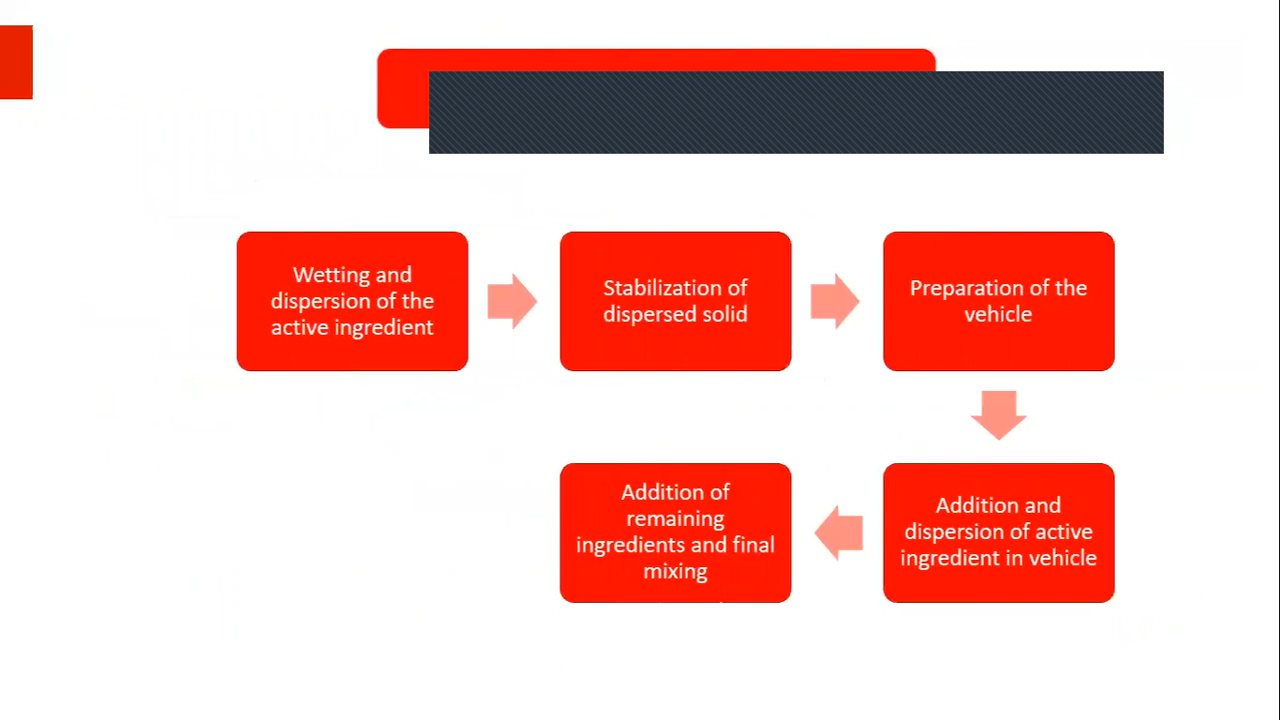 Wetting and
dispersion of the
active ingredient
Stabilization of
dispersed solid
Preparation of the
vehicle
Addition and
dispersion of active
ingredient in vehicle
Addition of
remaining
ingredients and final
mixing